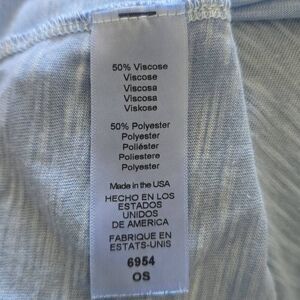 50% Viscose
Viscose
Viscosa
Viscosa
Viskose
50% Polyester
Polyester
Poliéster
Poliestere
Polyester
Made in the USA
HECHO EN LOS
ESTADOS
UNIDOS
DE AMERICA
FABRIQUE EN
ESTATS-UNIS
6954
OS